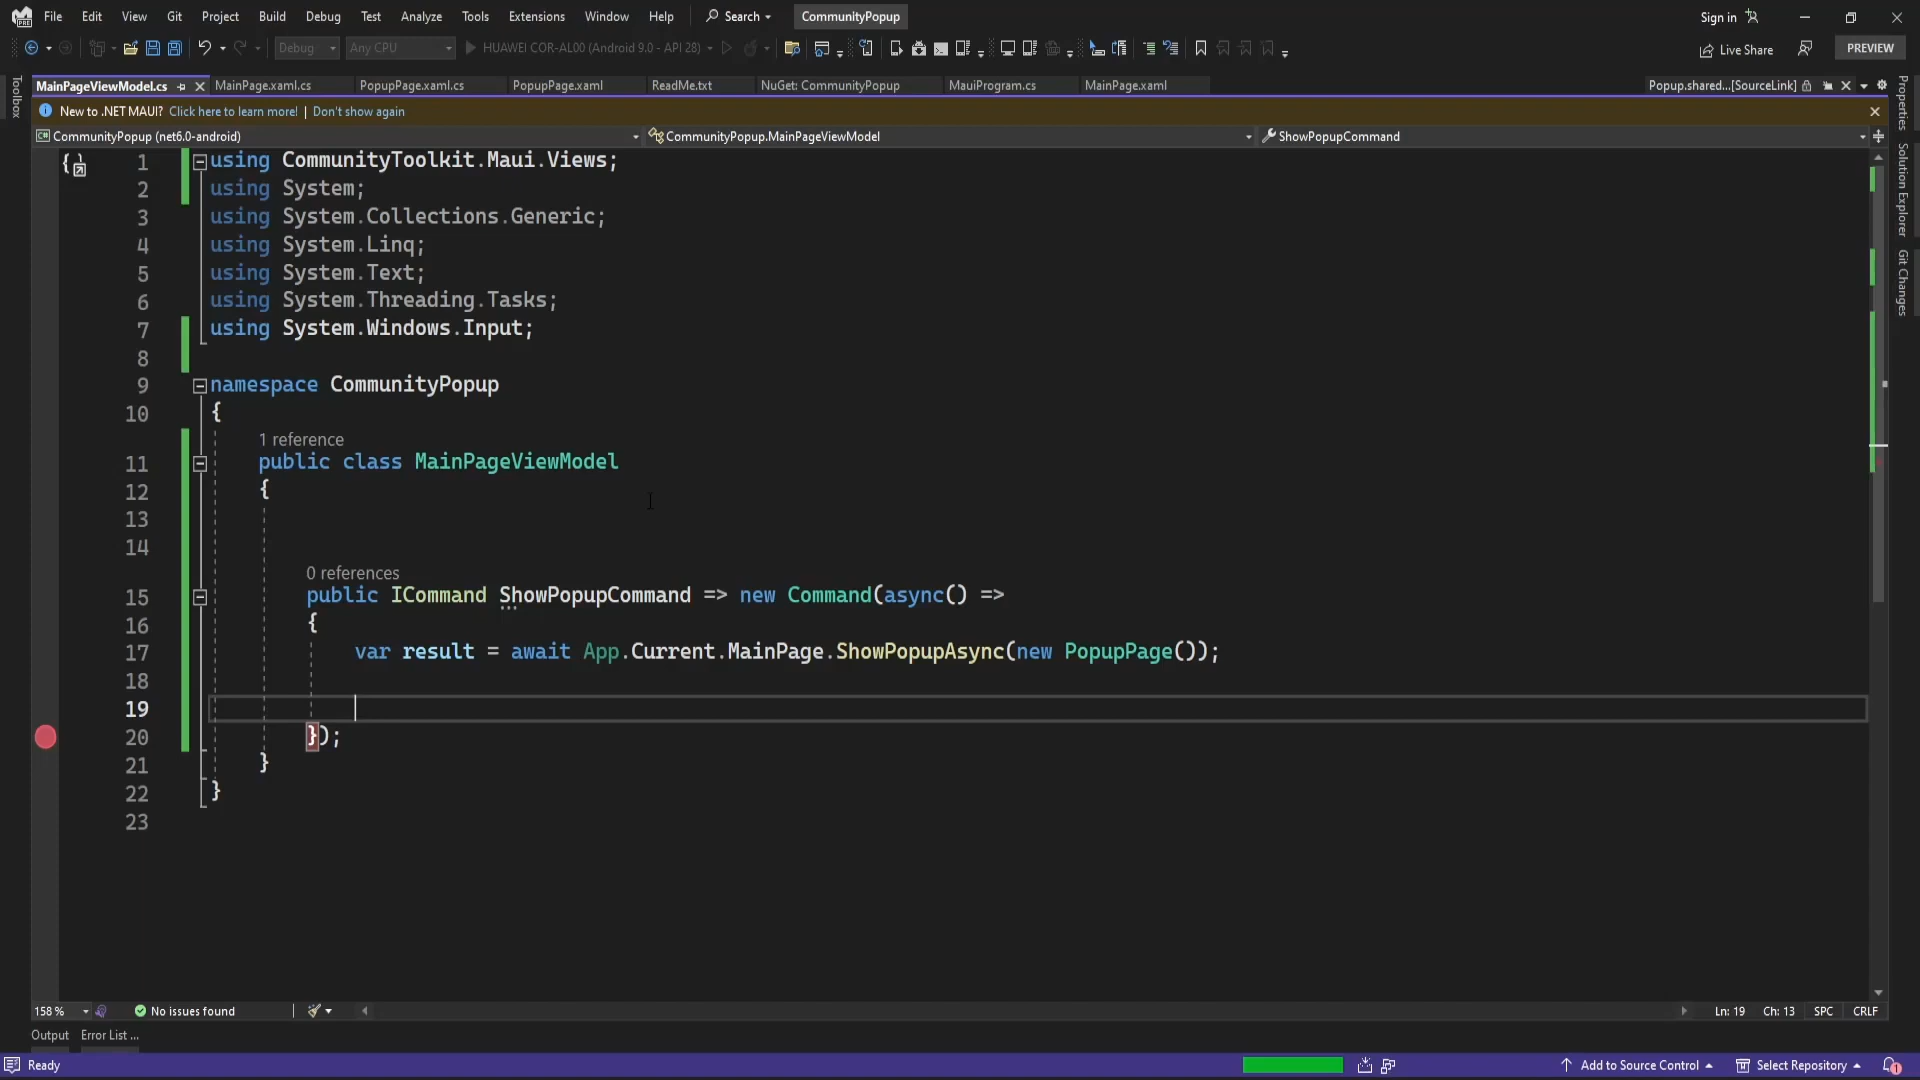 File Edit View Git Project Build Debug Test Analyze Tools Extensions Window Help Search CommunityPopup Sign in
PRE
Debug Any CPU HUAWEI COR-AL00 (Android 9.0 - API 28) Live Share PREVIEW
MainPageViewModel.cs MainPage.xaml.cs PopupPage.xaml.cs PopupPage.xaml ReadMe.txt NuGet: CommunityPopup MauiProgram.cs MainPage.xaml Popup.shared...[SourceLink]
New to .NET MAUI? Click here to learn more! | Don't show again
C# CommunityPopup (net6.0-android) CommunityPopup.MainPageViewModel ShowPopupCommand
Toolbox
Properties
Solution Explorer
Git Changes
1 using CommunityToolkit.Maui.Views;
2 using System;
3 using System.Collections.Generic;
4 using System.Linq;
5 using System.Text;
6 using System.Threading.Tasks;
7 using System.Windows.Input;
8
9 namespace CommunityPopup
10 {
1 reference
11 public class MainPageViewModel
12 {
13
14
0 references
15 public ICommand ShowPopupCommand => new Command(async() =>
16 {
17 var result = await App.Current.MainPage.ShowPopupAsync(new PopupPage());
18
19
20 });
21 }
22 }
23
158 % No issues found Ln: 19 Ch: 13 SPC CRLF
Output Error List ...
Ready Add to Source Control Select Repository 1